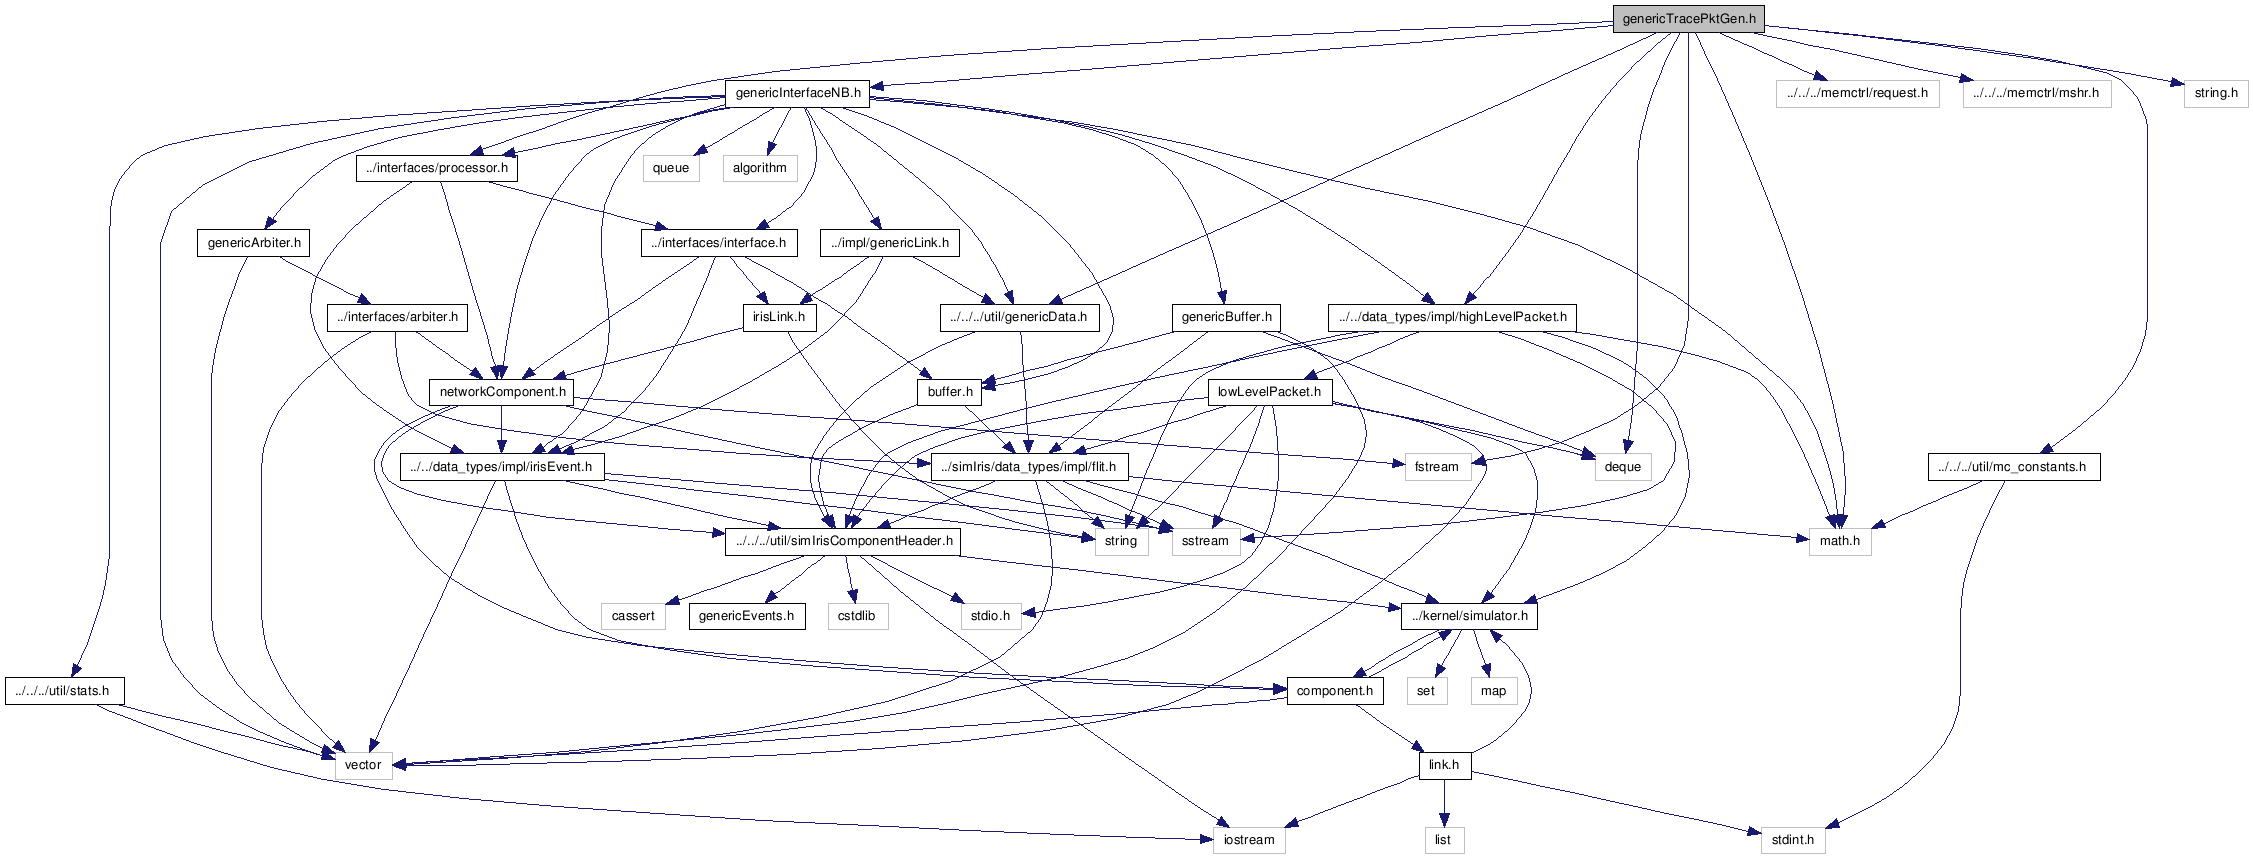 genericTracePktGen.h
genericInterfaceNB.h
../../../memctrl/request.h
../../../memctrl/mshr.h
string.h
../interfaces/processor.h
queue
algorithm
genericArbiter.h
../interfaces/interface.h
../impl/genericLink.h
../interfaces/arbiter.h
irisLink.h
../../../util/genericData.h
genericBuffer.h
../../data_types/impl/highLevelPacket.h
networkComponent.h
buffer.h
lowLevelPacket.h
../../data_types/impl/irisEvent.h
../simIris/data_types/impl/flit.h
fstream
deque
../../../util/mc_constants.h
../../../util/simIrisComponentHeader.h
string
sstream
math.h
cassert
genericEvents.h
cstdlib
stdio.h
../kernel/simulator.h
../../../util/stats.h
component.h
set
map
vector
link.h
iostream
list
stdint.h